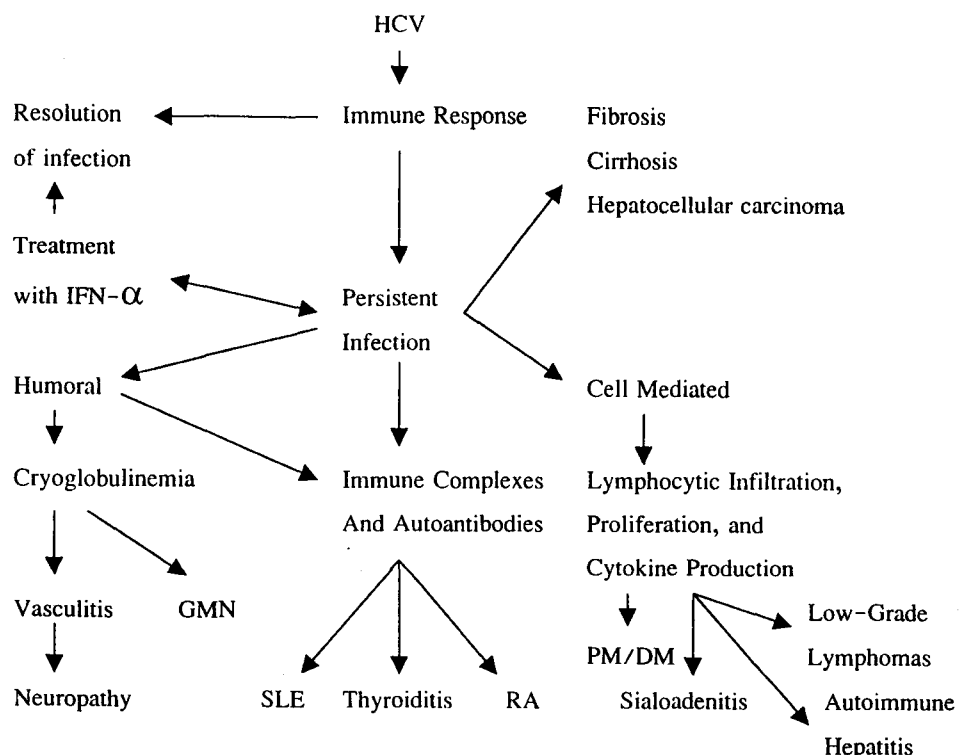 HCV
Resolution
of infection
Immune Response
Fibrosis
Cirrhosis
Hepatocellular carcinoma
Treatment
with IFN-α
Persistent
Infection
Humoral
Cell Mediated
Cryoglobulinemia
Immune Complexes
And Autoantibodies
Lymphocytic Infiltration,
Proliferation, and
Cytokine Production
Vasculitis
GMN
Low-Grade
Lymphomas
PM/DM
Neuropathy
SLE
Thyroiditis
RA
Sialoadenitis
Autoimmune
Hepatitis